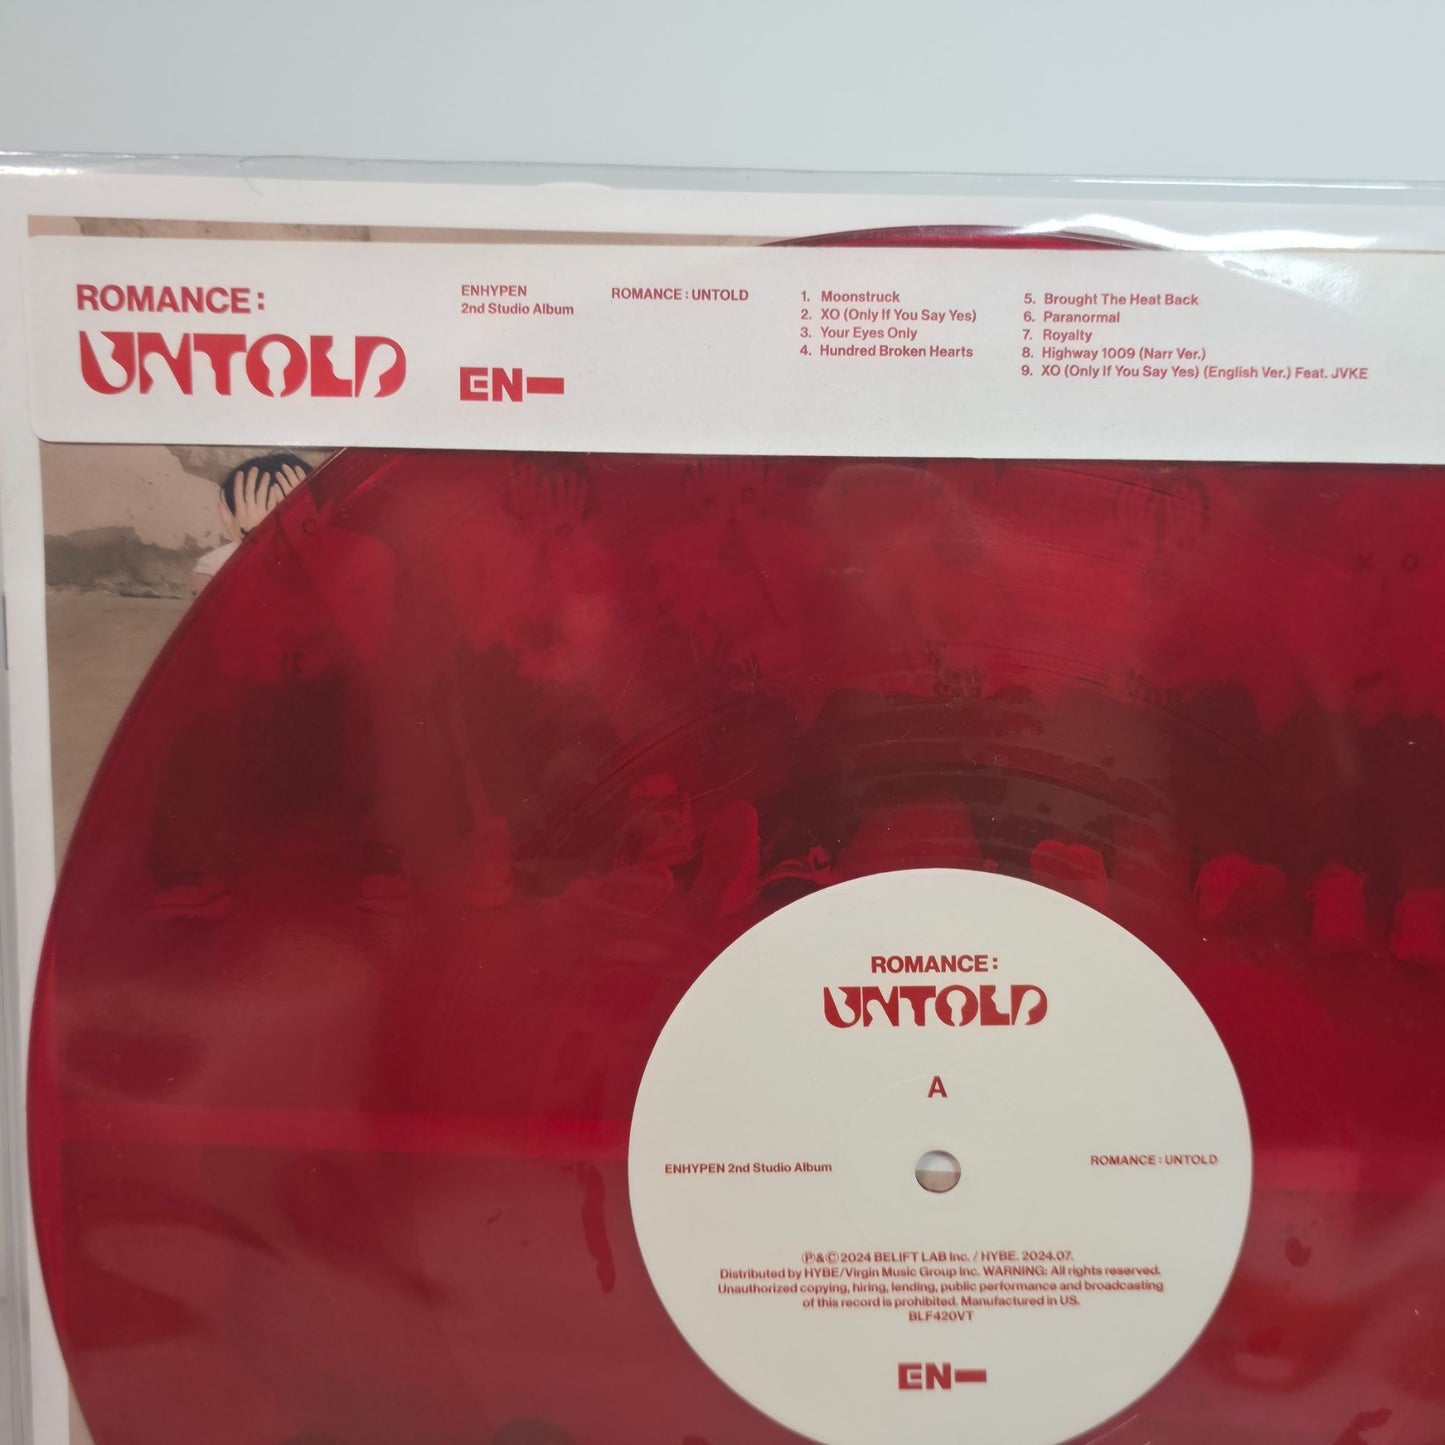 ROMANCE :
UNTOLD
ENHYPEN
2nd Studio Album
EN-
ROMANCE : UNTOLD
1. Moonstruck
2. XO (Only If You Say Yes)
3. Your Eyes Only
4. Hundred Broken Hearts
5. Brought The Heat Back
6. Paranormal
7. Royalty
8. Highway 1009 (Narr Ver.)
9. XO (Only If You Say Yes) (English Ver.) Feat. JVKE
ROMANCE :
UNTOLD
A
ENHYPEN 2nd Studio Album
ROMANCE : UNTOLD
Ⓟ&Ⓒ 2024 BELIFT LAB Inc. / HYBE. 2024.07.
Distributed by HYBE/Virgin Music Group Inc. WARNING: All rights reserved.
Unauthorized copying, hiring, lending, public performance and broadcasting
of this record is prohibited. Manufactured in US.
BLF420VT
EN-